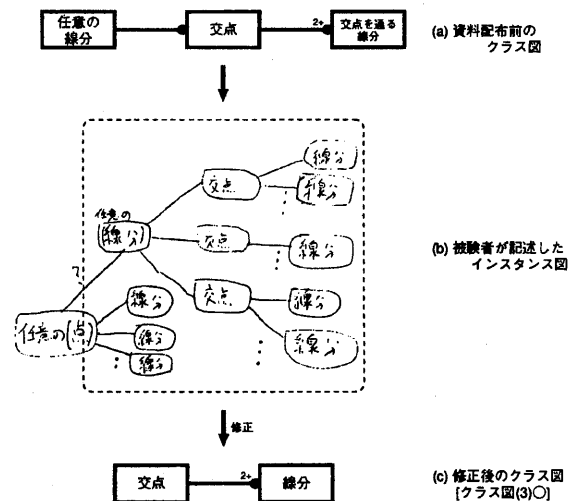 任意の
線分
交点
2+
交点を通る
線分
(a) 資料配布前の
クラス図
線分
交点
線分
任意の
(線分)
交点
線分
(b) 被験者が記述した
インスタンス図
?
交点
線分
線分
任意の(点)
線分
線分
線分
修正
交点
2+
線分
(c) 修正後のクラス図
[クラス図(3)○]